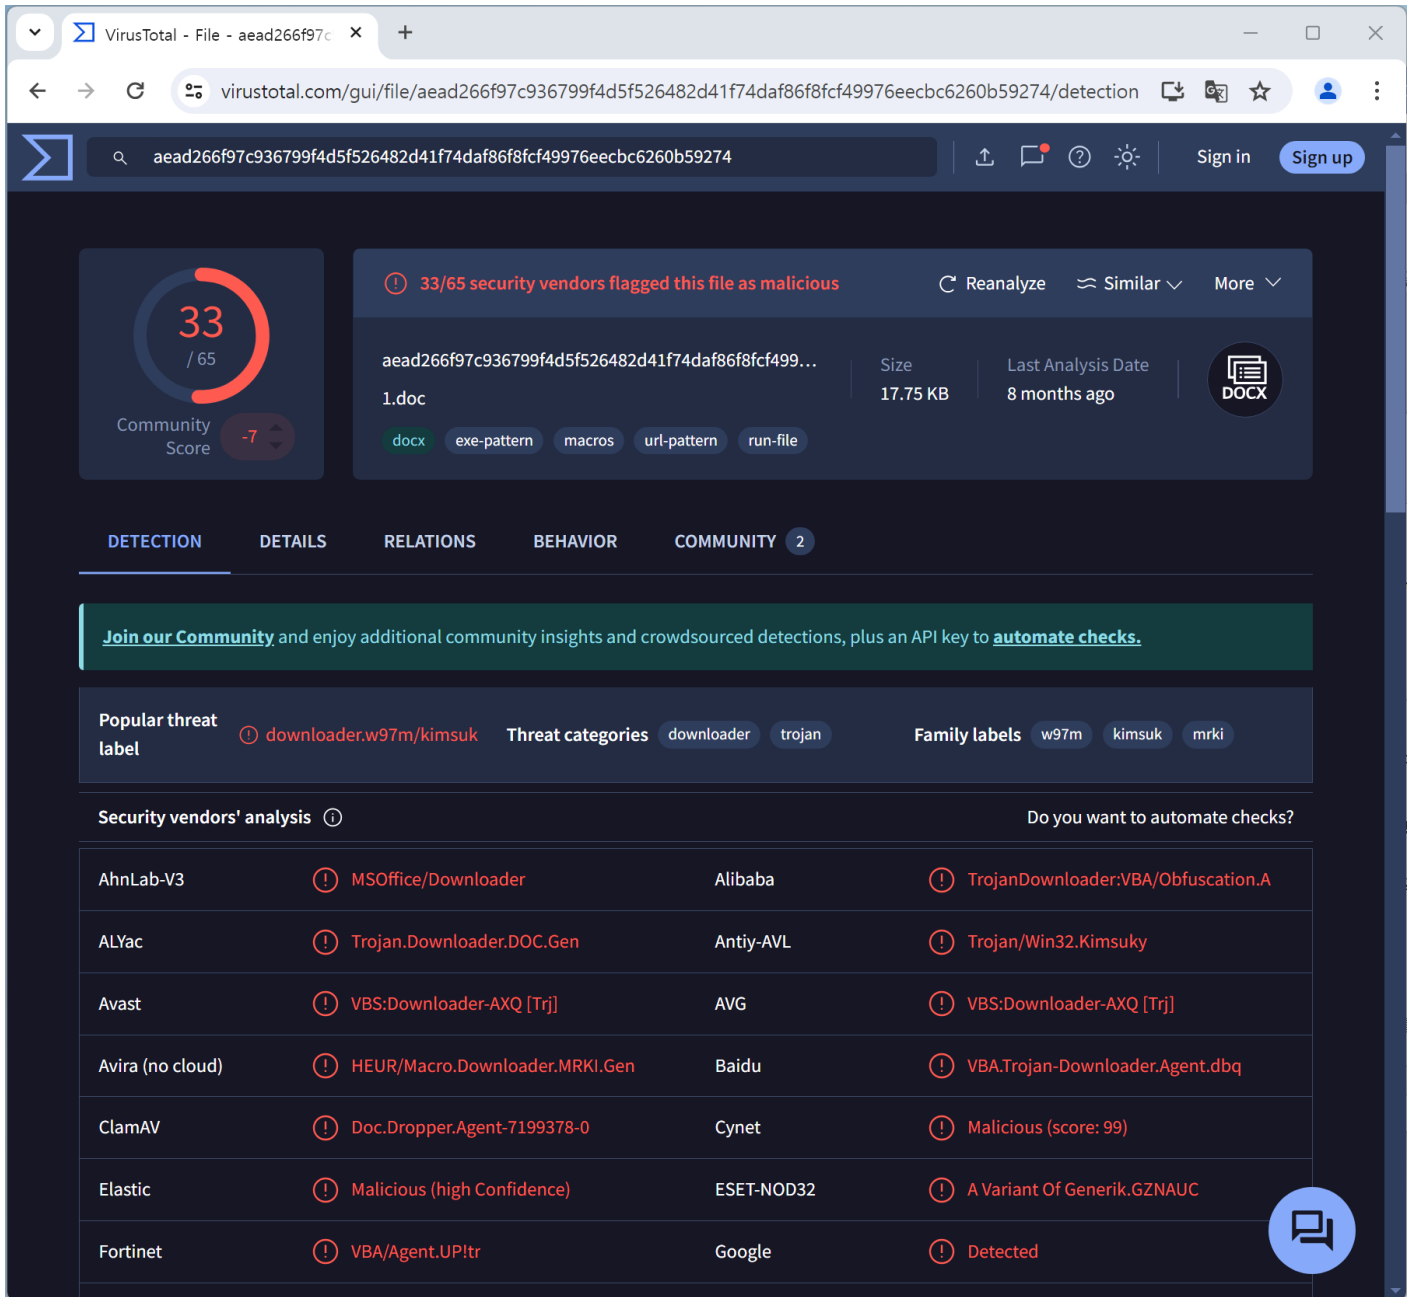 VirusTotal - File - aead266f97c
virustotal.com/gui/file/aead266f97c936799f4d5f526482d41f74daf86f8fcf49976eecbc6260b59274/detection
aead266f97c936799f4d5f526482d41f74daf86f8fcf49976eecbc6260b59274
Sign in
Sign up
33
/ 65
Community
Score
-7
33/65 security vendors flagged this file as malicious
Reanalyze
Similar
More
aead266f97c936799f4d5f526482d41f74daf86f8fcf499...
1.doc
Size
17.75 KB
Last Analysis Date
8 months ago
DOCX
docx
exe-pattern
macros
url-pattern
run-file
DETECTION
DETAILS
RELATIONS
BEHAVIOR
COMMUNITY 2
Join our Community and enjoy additional community insights and crowdsourced detections, plus an API key to automate checks.
Popular threat
label
downloader.w97m/kimsuk
Threat categories
downloader
trojan
Family labels
w97m
kimsuk
mrki
Security vendors' analysis
Do you want to automate checks?
AhnLab-V3
MSOffice/Downloader
Alibaba
TrojanDownloader:VBA/Obfuscation.A
ALYac
Trojan.Downloader.DOC.Gen
Antiy-AVL
Trojan/Win32.Kimsuky
Avast
VBS:Downloader-AXQ [Trj]
AVG
VBS:Downloader-AXQ [Trj]
Avira (no cloud)
HEUR/Macro.Downloader.MRKI.Gen
Baidu
VBA.Trojan-Downloader.Agent.dbq
ClamAV
Doc.Dropper.Agent-7199378-0
Cynet
Malicious (score: 99)
Elastic
Malicious (high Confidence)
ESET-NOD32
A Variant Of Generik.GZNAUC
Fortinet
VBA/Agent.UP!tr
Google
Detected